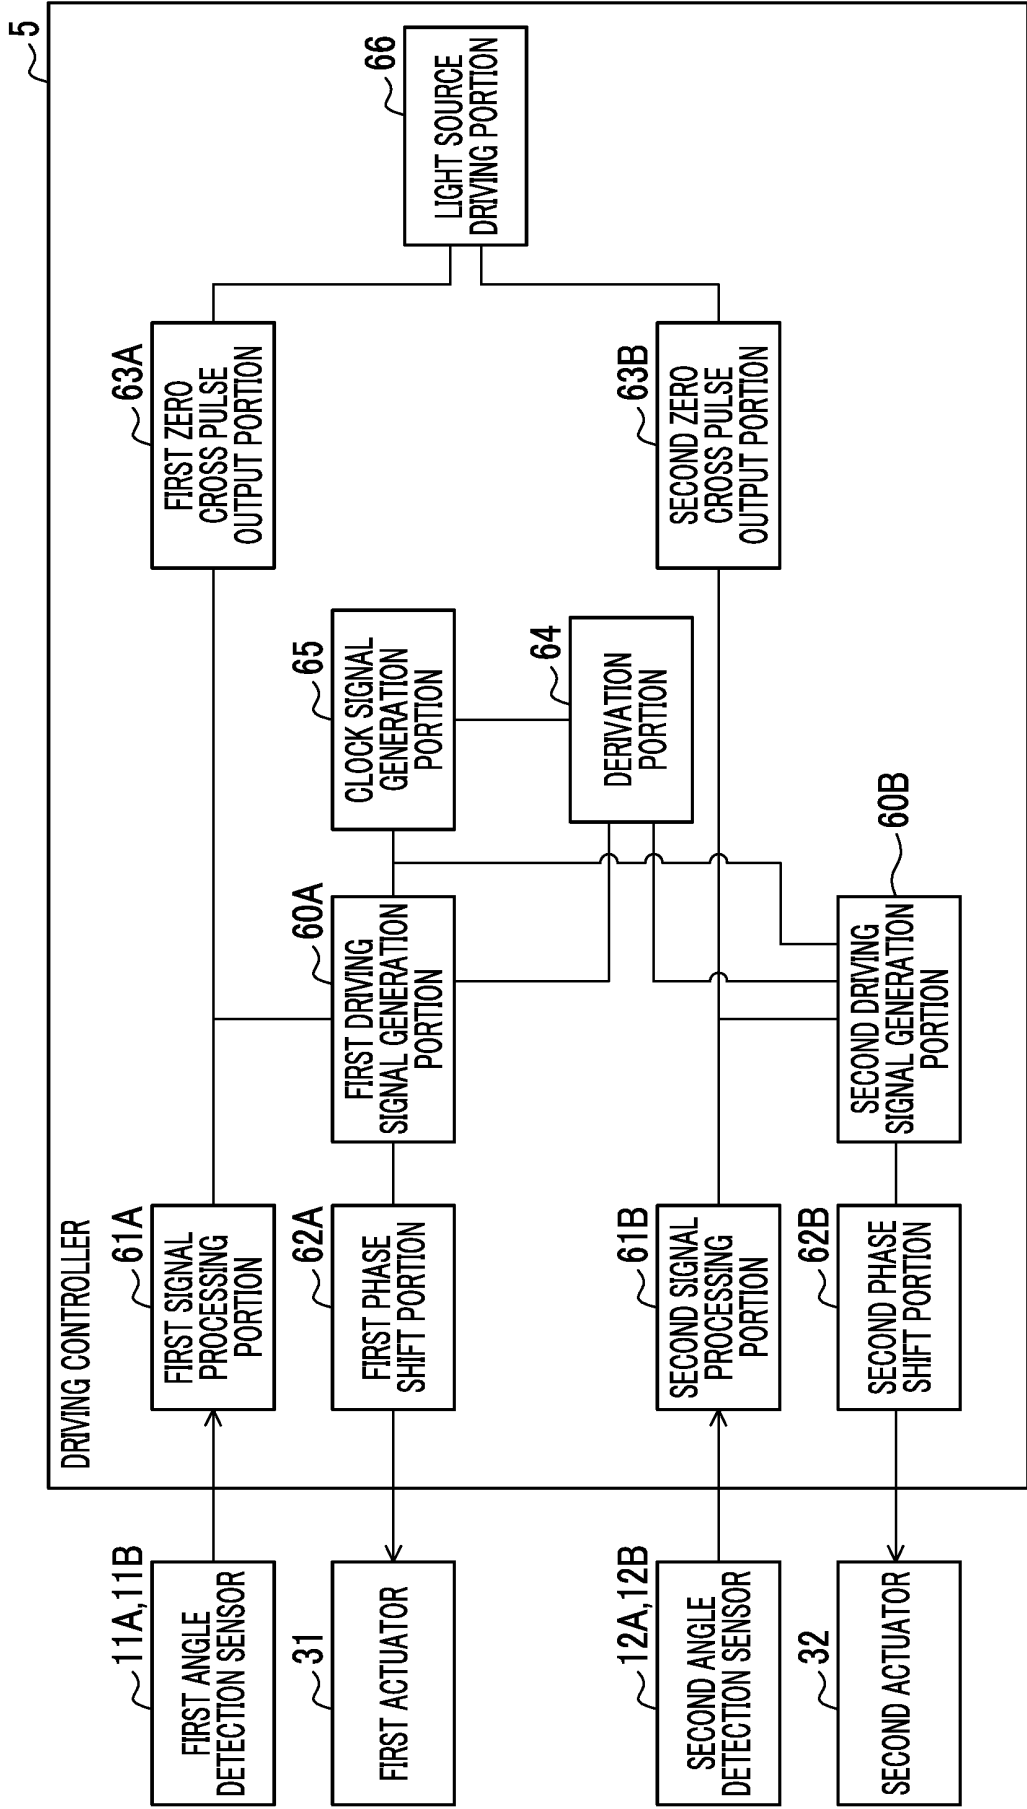 5
DRIVING CONTROLLER
11A,11B
FIRST ANGLE
DETECTION SENSOR
61A
FIRST SIGNAL
PROCESSING
PORTION
63A
FIRST ZERO
CROSS PULSE
OUTPUT PORTION
31
FIRST ACTUATOR
62A
FIRST PHASE
SHIFT PORTION
60A
FIRST DRIVING
SIGNAL GENERATION
PORTION
65
CLOCK SIGNAL
GENERATION
PORTION
66
LIGHT SOURCE
DRIVING PORTION
64
DERIVATION
PORTION
12A,12B
SECOND ANGLE
DETECTION SENSOR
61B
SECOND SIGNAL
PROCESSING
PORTION
63B
SECOND ZERO
CROSS PULSE
OUTPUT PORTION
32
SECOND ACTUATOR
62B
SECOND PHASE
SHIFT PORTION
60B
SECOND DRIVING
SIGNAL GENERATION
PORTION